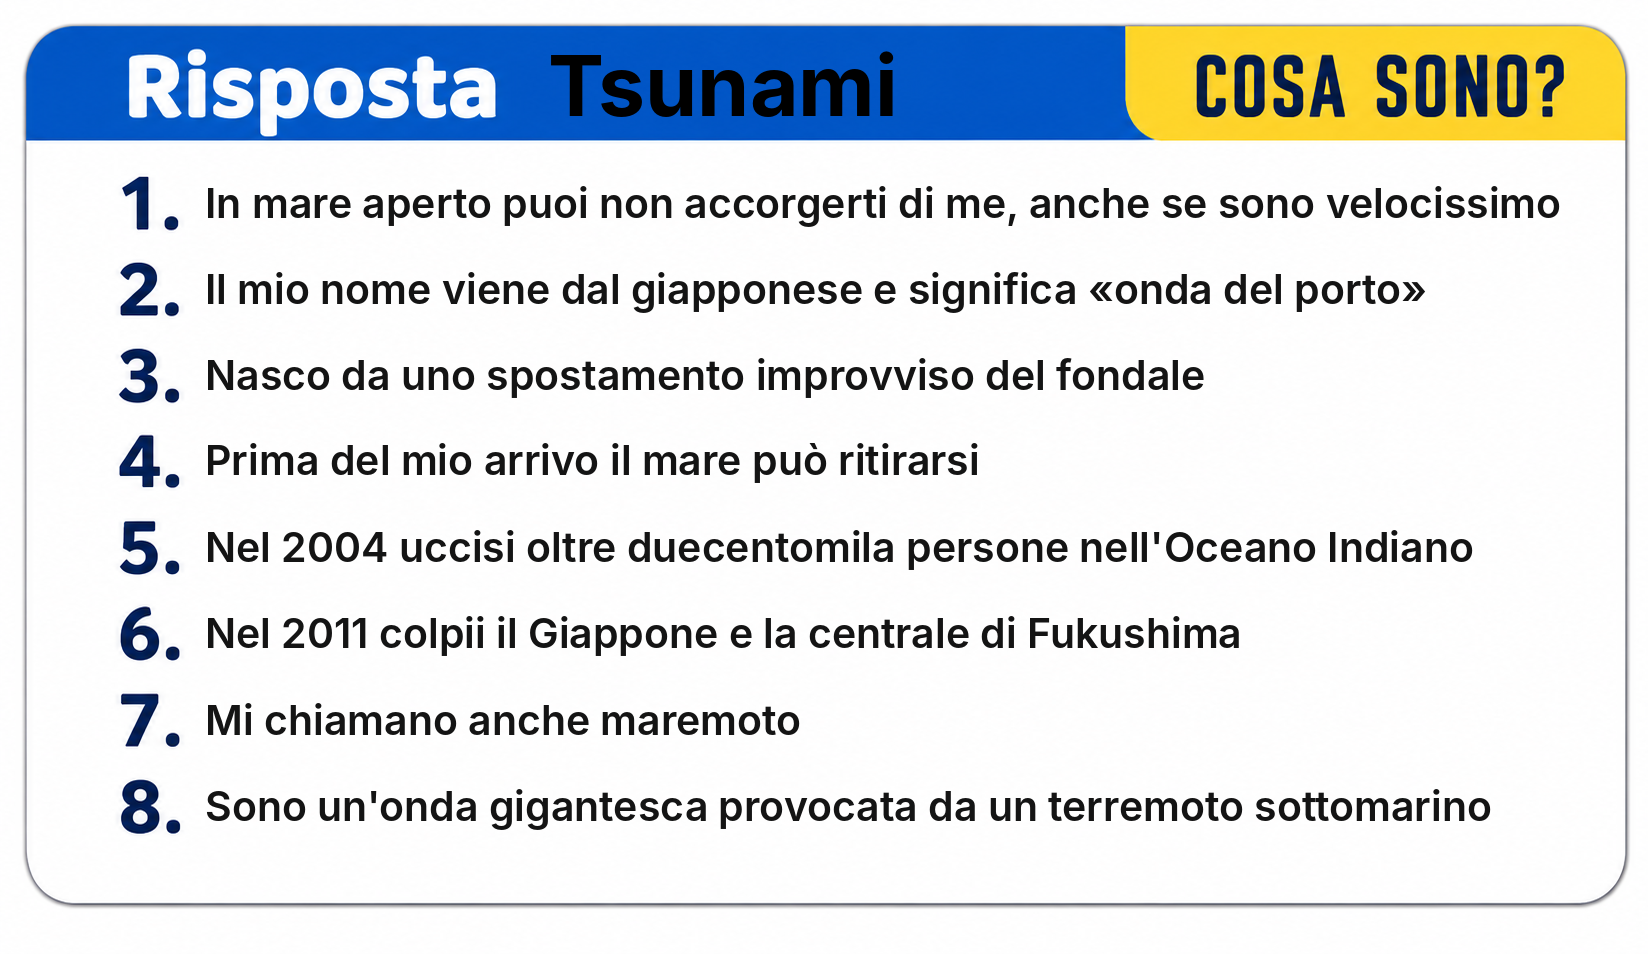 Risposta Tsunami COSA SONO?
1. In mare aperto puoi non accorgerti di me, anche se sono velocissimo
2. Il mio nome viene dal giapponese e significa «onda del porto»
3. Nasco da uno spostamento improvviso del fondale
4. Prima del mio arrivo il mare può ritirarsi
5. Nel 2004 uccisi oltre duecentomila persone nell'Oceano Indiano
6. Nel 2011 colpii il Giappone e la centrale di Fukushima
7. Mi chiamano anche maremoto
8. Sono un'onda gigantesca provocata da un terremoto sottomarino